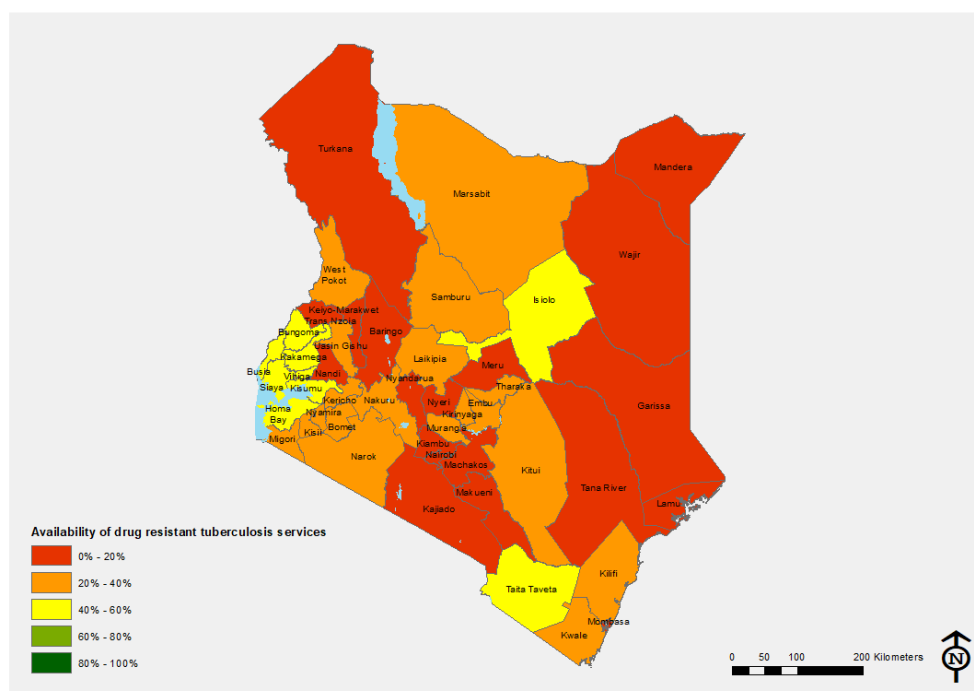 Turkana
Mandera
Marsabit
Wajir
West
Pokot
Samburu
Isiolo
Keiyo-Marakwet
Trans Nzoia
Bungoma
Baringo
Uasin Gishu
Kakamega
Laikipia
Meru
Busia
Vihiga
Nandi
Nyandarua
Siaya
Kisumu
Tharaka
Kericho
Nakuru
Nyeri
Embu
Garissa
Homa
Bay
Nyamira
Kirinyaga
Murang'a
Bomet
Migori
Kisii
Kiambu
Nairobi
Narok
Machakos
Kitui
Makueni
Tana River
Kajiado
Lamu
Kilifi
Taita Taveta
Mombasa
Kwale
Availability of drug resistant tuberculosis services
0% - 20%
20% - 40%
40% - 60%
60% - 80%
80% - 100%
0 50 100 200 Kilometers
N